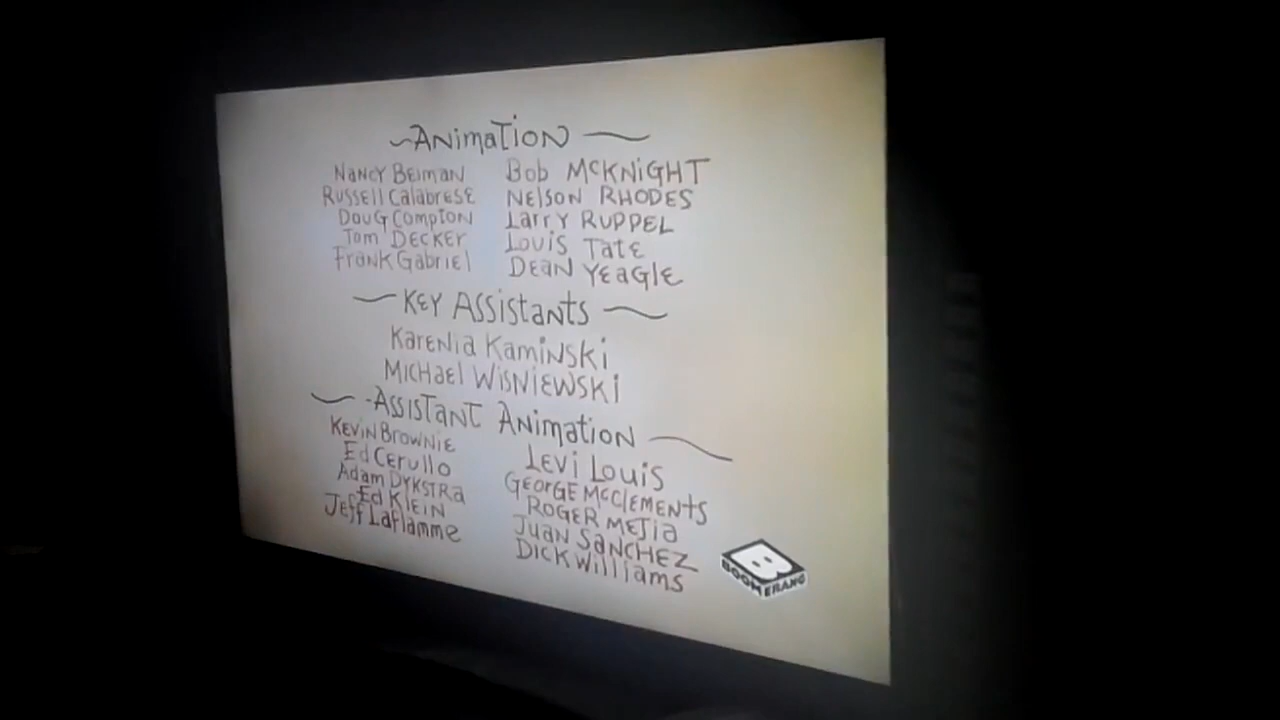 Animation
Nancy Beiman
Russell Calabrese
Doug Compton
Tom Decker
Frank Gabriel
Bob McKnight
Nelson Rhodes
Larry Ruppel
Louis Tate
Dean Yeagle
Key Assistants
Karenia Kaminski
Michael Wisniewski
Assistant Animation
Kevin Brownie
Ed Cerullo
Adam Dykstra
Ed Klein
Jeff Laflamme
Levi Louis
George McClements
Roger Mejia
Juan Sanchez
Dick Williams
BOOMERANG